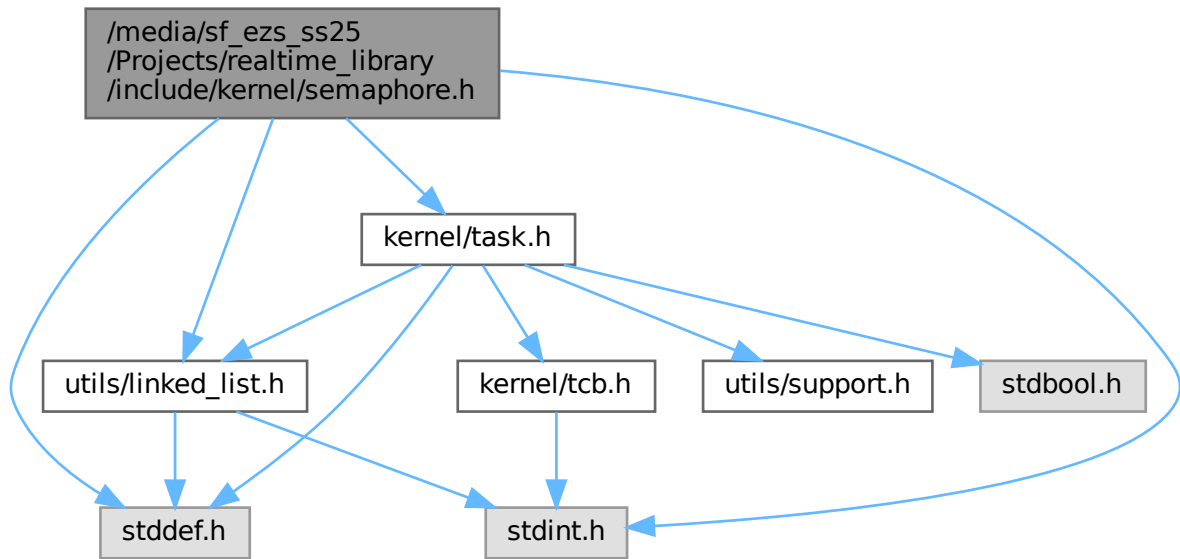 /media/sf_ezs_ss25
/Projects/realtime_library
/include/kernel/semaphore.h
kernel/task.h
utils/linked_list.h
kernel/tcb.h
utils/support.h
stdbool.h
stddef.h
stdint.h